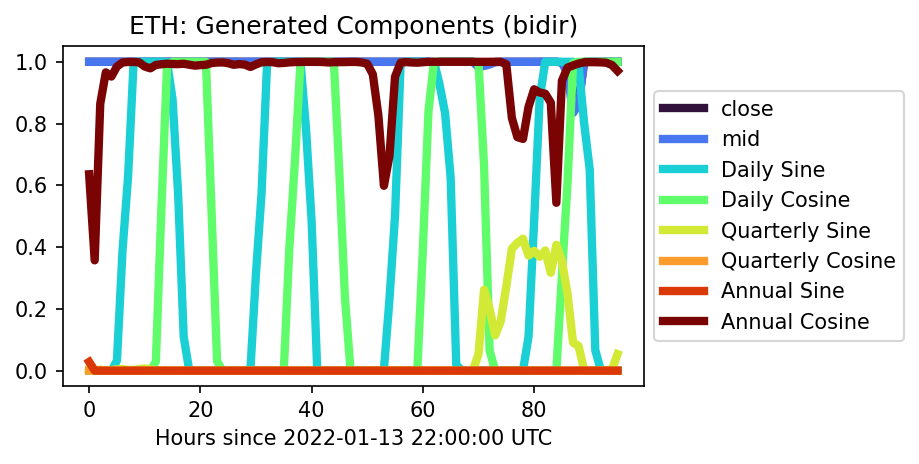 ETH: Generated Components (bidir)
1.0
0.8
0.6
0.4
0.2
0.0
0 20 40 60 80
Hours since 2022-01-13 22:00:00 UTC
close
mid
Daily Sine
Daily Cosine
Quarterly Sine
Quarterly Cosine
Annual Sine
Annual Cosine